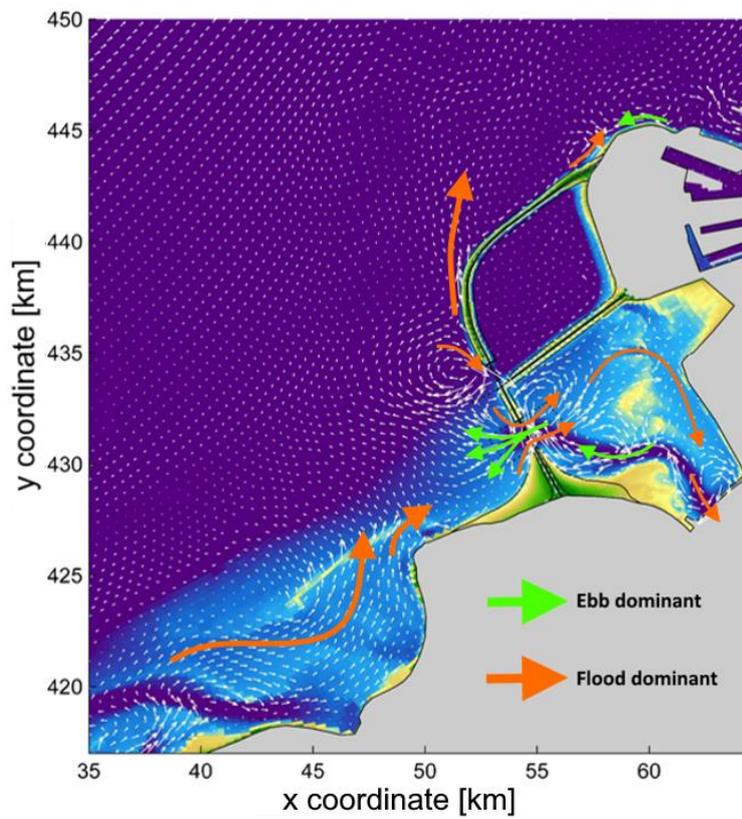 450
445
440
435
430
425
420
y coordinate [km]
Ebb dominant
Flood dominant
35 40 45 50 55 60
x coordinate [km]